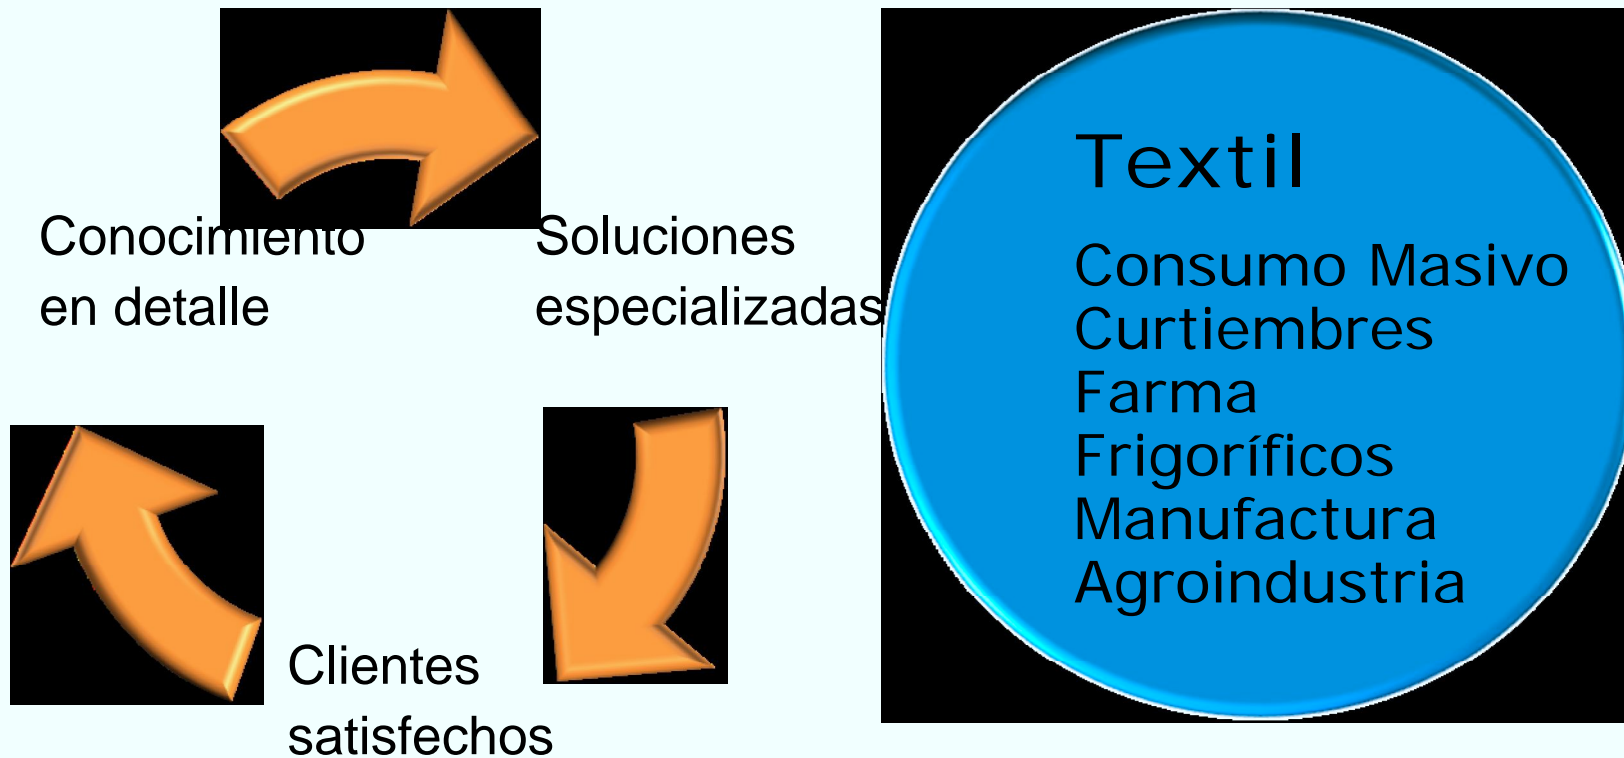 Conocimiento
en detalle
Soluciones
especializadas
Clientes
satisfechos
Textil
Consumo Masivo
Curtiembres
Farma
Frigoríficos
Manufactura
Agroindustria